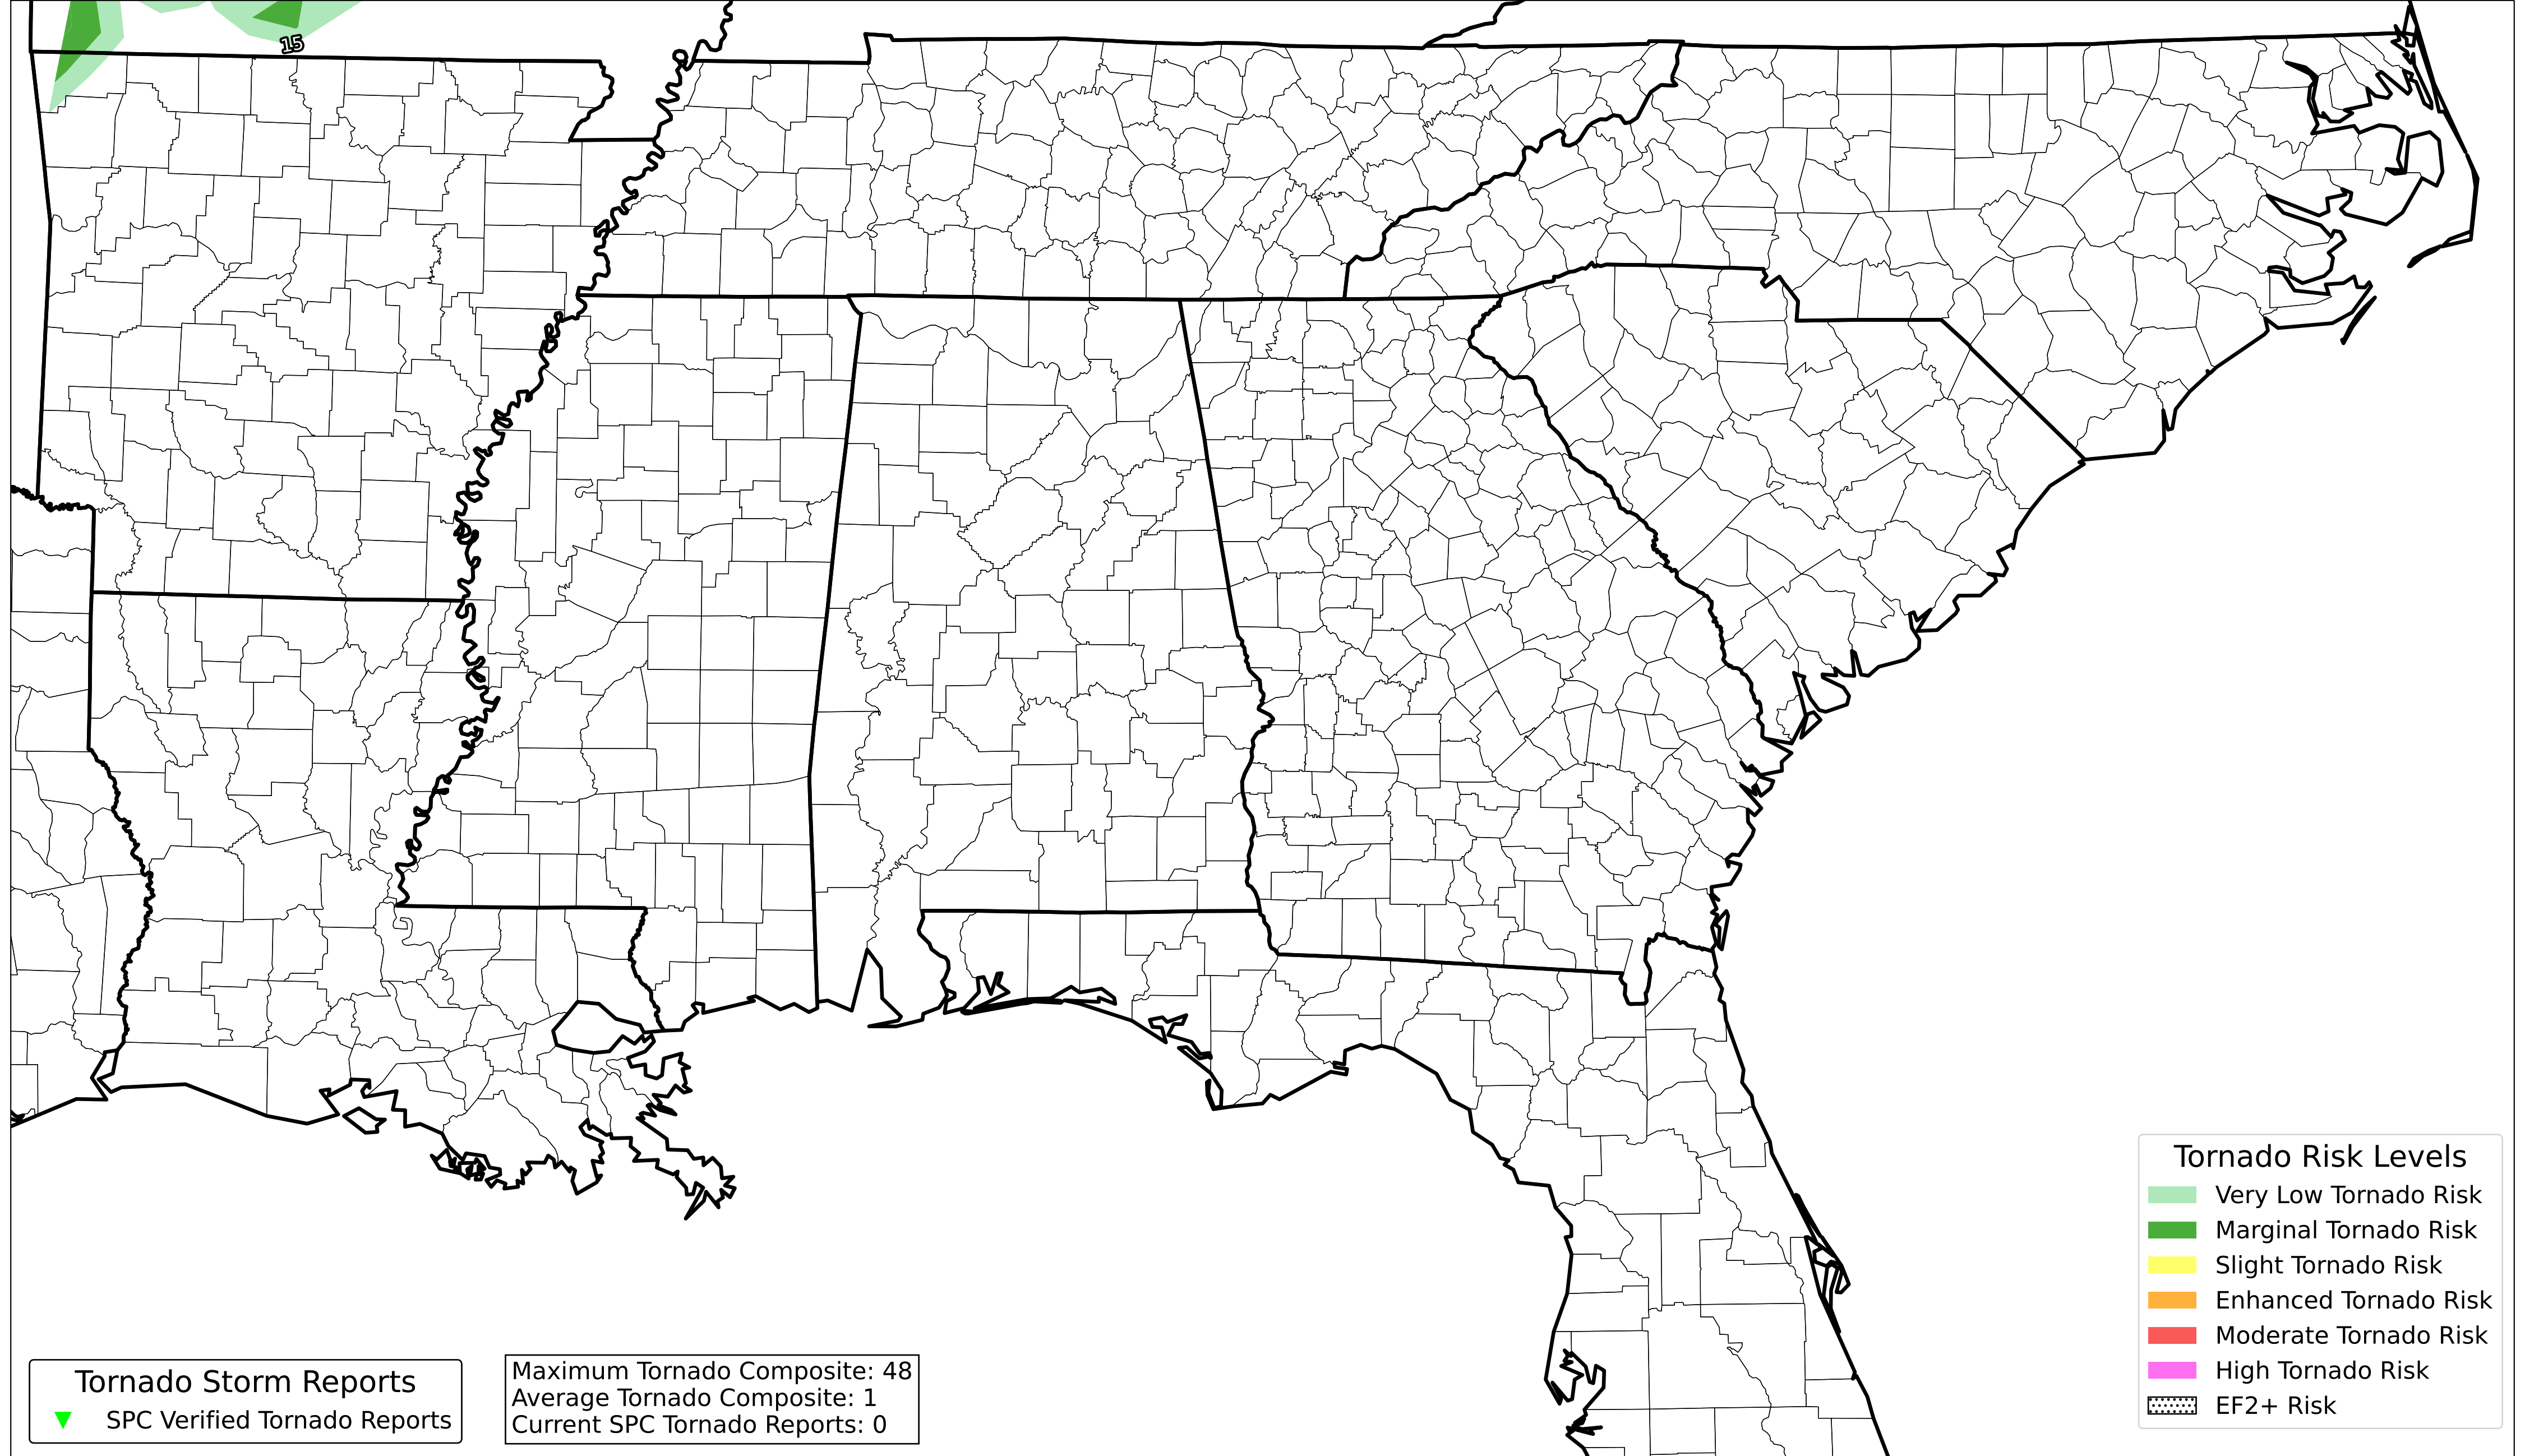 15
Tornado Risk Levels
Very Low Tornado Risk
Marginal Tornado Risk
Slight Tornado Risk
Enhanced Tornado Risk
Moderate Tornado Risk
High Tornado Risk
EF2+ Risk
Tornado Storm Reports
SPC Verified Tornado Reports
Maximum Tornado Composite: 48
Average Tornado Composite: 1
Current SPC Tornado Reports: 0